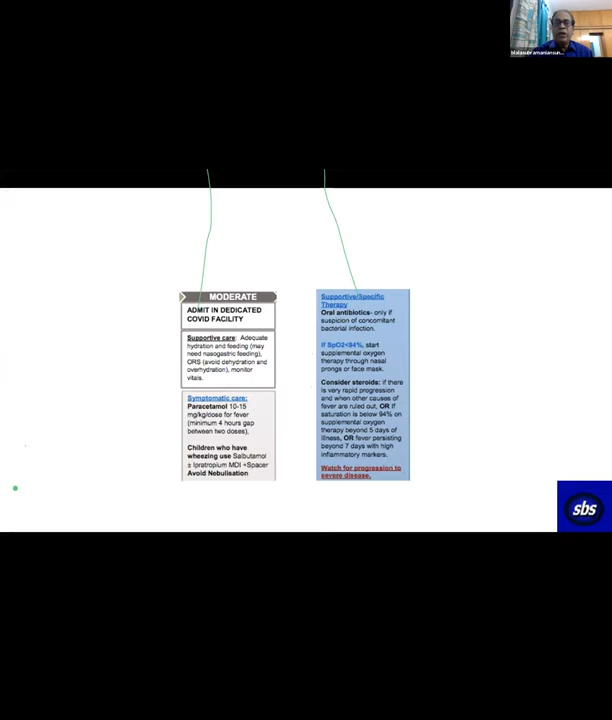 blalasubramaniansun...
MODERATE
ADMIT IN DEDICATED
COVID FACILITY
Supportive care: Adequate
hydration and feeding (may
need nasogastric feeding),
ORS (avoid dehydration and
overhydration), monitor
vitals.
Symptomatic care:
Paracetamol 10-15
mg/kg/dose for fever
(minimum 4 hours gap
between two doses),
Children who have
wheezing use Salbutamol
± Ipratropium MDI +Spacer
Avoid Nebulisation
Supportive/Specific
Therapy
Oral antibiotics- only if
suspicion of concomitant
bacterial infection.
If SpO2<94%, start
supplemental oxygen
therapy through nasal
prongs or face mask.
Consider steroids: if there
is very rapid progression
and when other causes of
fever are ruled out, OR If
saturation is below 94% on
supplemental oxygen
therapy beyond 5 days of
illness, OR fever persisting
beyond 7 days with high
inflammatory markers.
Watch for progression to
severe disease.
sbs